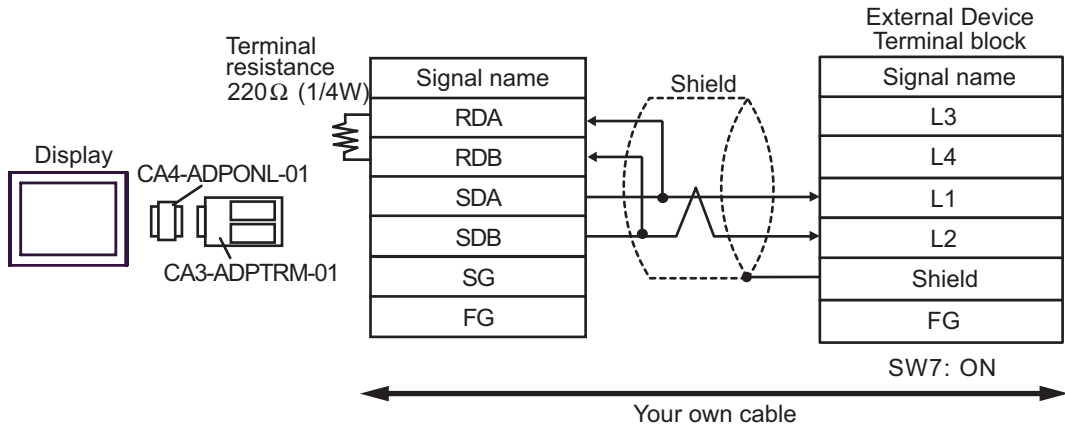 External Device
Terminal block
Terminal
resistance
220Ω (1/4W)
Signal name
Shield
Signal name
RDA
L3
RDB
L4
Display
CA4-ADPONL-01
SDA
L1
SDB
L2
CA3-ADPTRM-01
SG
Shield
FG
FG
SW7: ON
Your own cable